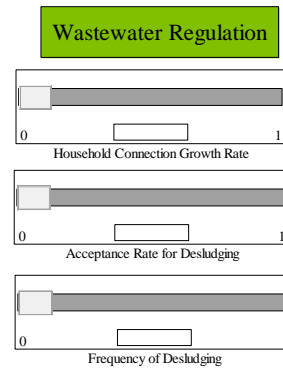 Wastewater Regulation
0 1
Household Connection Growth Rate
0 1
Acceptance Rate for Desludging
0
Frequency of Desludging